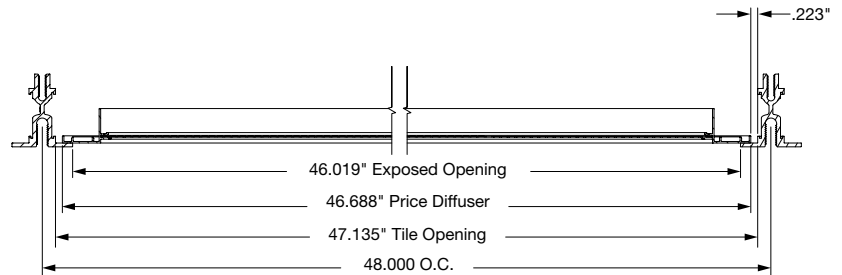 .223"
46.019" Exposed Opening
46.688" Price Diffuser
47.135" Tile Opening
48.000 O.C.